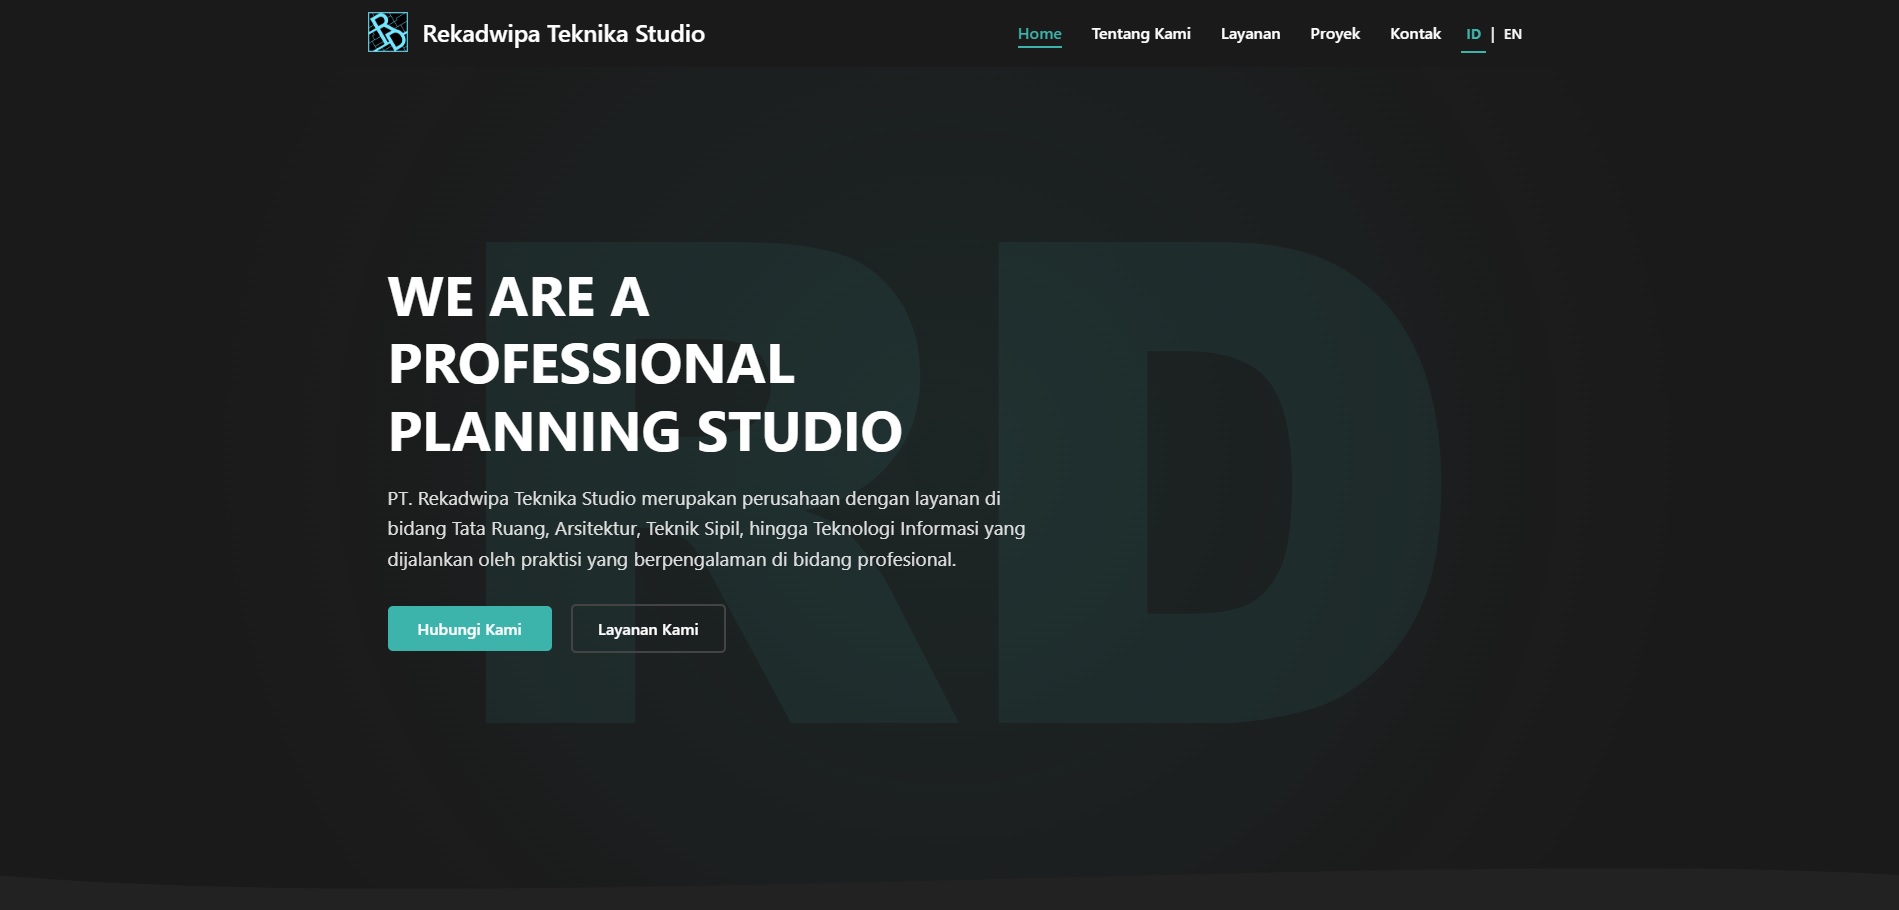 Rekadwipa Teknika Studio
Home Tentang Kami Layanan Proyek Kontak ID | EN
RD
WE ARE A
PROFESSIONAL
PLANNING STUDIO
PT. Rekadwipa Teknika Studio merupakan perusahaan dengan layanan di
bidang Tata Ruang, Arsitektur, Teknik Sipil, hingga Teknologi Informasi yang
dijalankan oleh praktisi yang berpengalaman di bidang profesional.
Hubungi Kami Layanan Kami